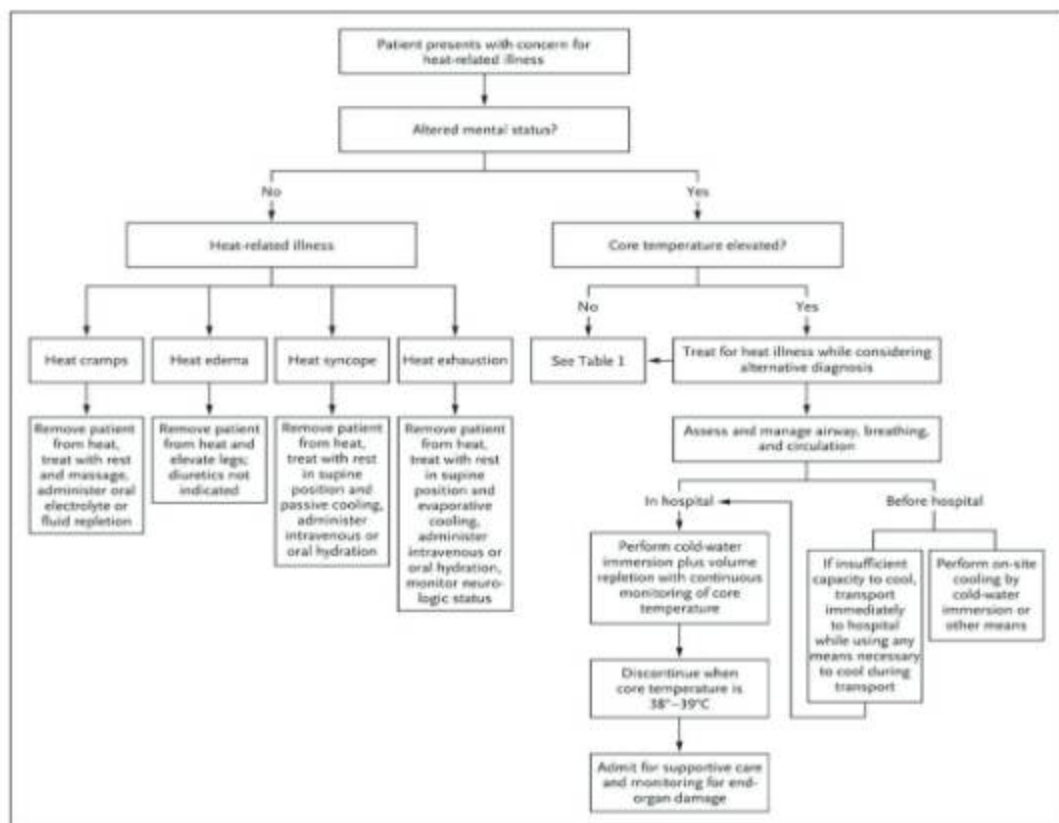 Patient presents with concern for
heat-related illness
Altered mental status?
No
Yes
Heat-related illness
Core temperature elevated?
No
Yes
Heat cramps
Heat edema
Heat syncope
Heat exhaustion
See Table 1
Treat for heat illness while considering
alternative diagnosis
Remove patient
from heat,
treat with rest
and massage,
administer oral
electrolyte or
fluid repletion
Remove patient
from heat and
elevate legs;
diuretics not
indicated
Remove patient
from heat,
treat with rest
in supine
position and
passive cooling,
administer
intravenous or
oral hydration
Remove patient
from heat,
treat with rest
in supine
position and
evaporative
cooling,
administer
intravenous or
oral hydration,
monitor neuro-
logic status
Assess and manage airway, breathing,
and circulation
In hospital
Before hospital
Perform cold-water
immersion plus volume
repletion with continuous
monitoring of core
temperature
If insufficient
capacity to cool,
transport
immediately
to hospital
while using any
means necessary
to cool during
transport
Perform on-site
cooling by
cold-water
immersion or
other means
Discontinue when
core temperature is
38°–39°C
Admit for supportive care
and monitoring for end-
organ damage